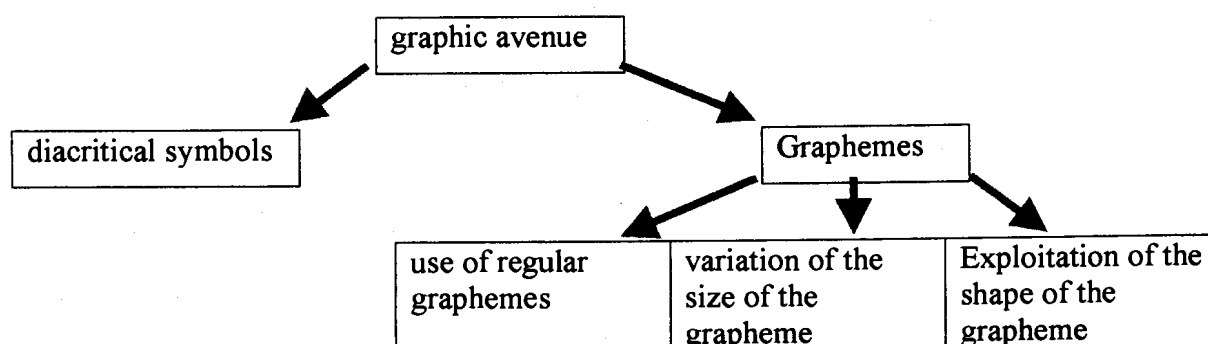 graphic avenue
diacritical symbols
Graphemes
use of regular
graphemes
variation of the
size of the
grapheme
Exploitation of the
shape of the
grapheme